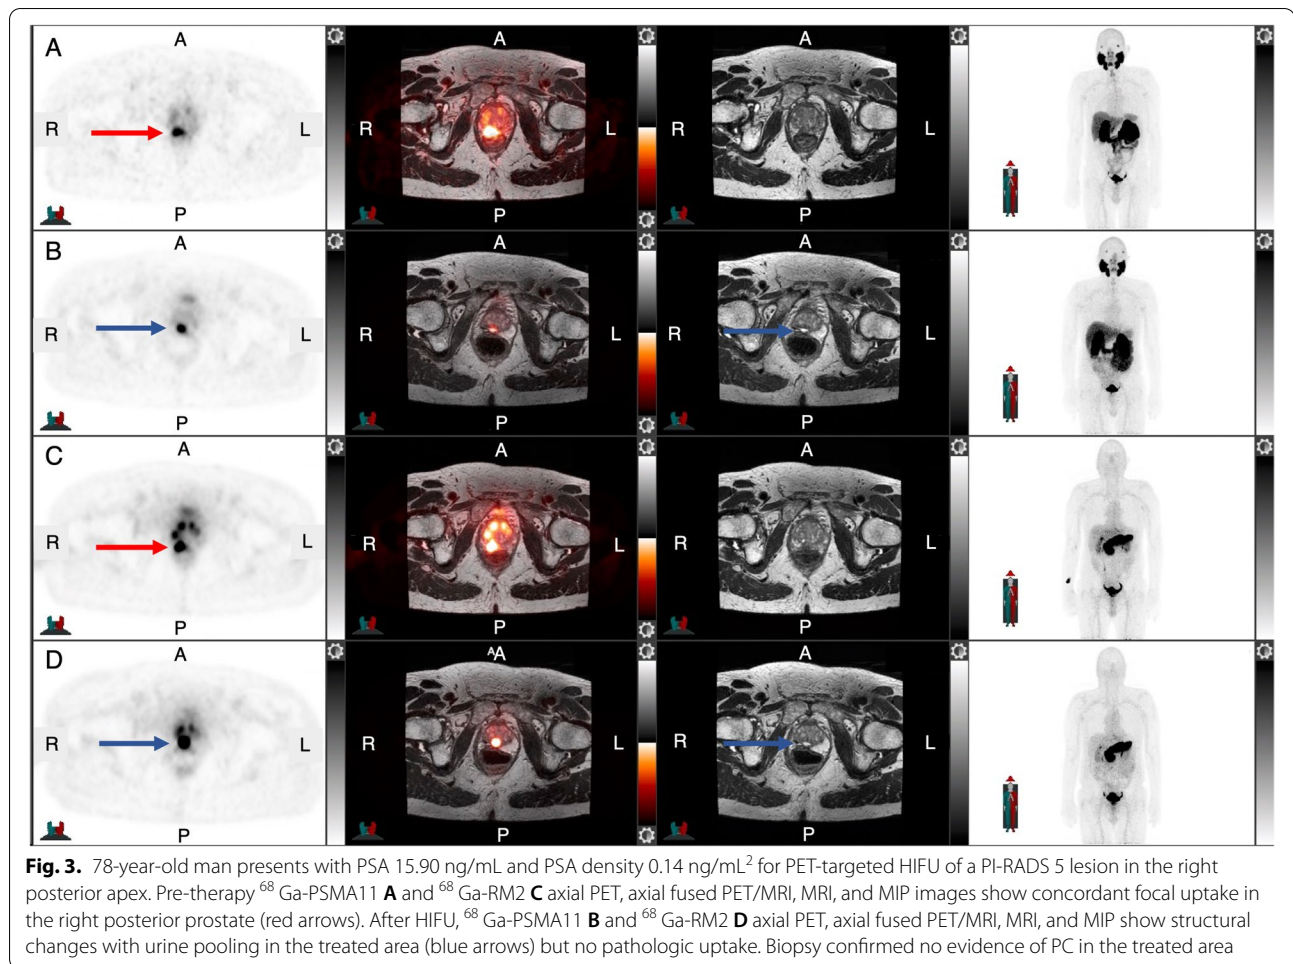 A
A
R
L
P
A
R
L
P
A
R
L
P
B
A
R
L
P
A
R
L
P
A
R
L
P
C
A
R
L
P
A
R
L
P
A
R
L
P
D
A
R
L
P
AA
R
L
P
A
R
L
P
Fig. 3. 78-year-old man presents with PSA 15.90 ng/mL and PSA density 0.14 ng/mL² for PET-targeted HIFU of a PI-RADS 5 lesion in the right
posterior apex. Pre-therapy ⁶⁸ Ga-PSMA11 A and ⁶⁸ Ga-RM2 C axial PET, axial fused PET/MRI, MRI, and MIP images show concordant focal uptake in
the right posterior prostate (red arrows). After HIFU, ⁶⁸ Ga-PSMA11 B and ⁶⁸ Ga-RM2 D axial PET, axial fused PET/MRI, MRI, and MIP show structural
changes with urine pooling in the treated area (blue arrows) but no pathologic uptake. Biopsy confirmed no evidence of PC in the treated area